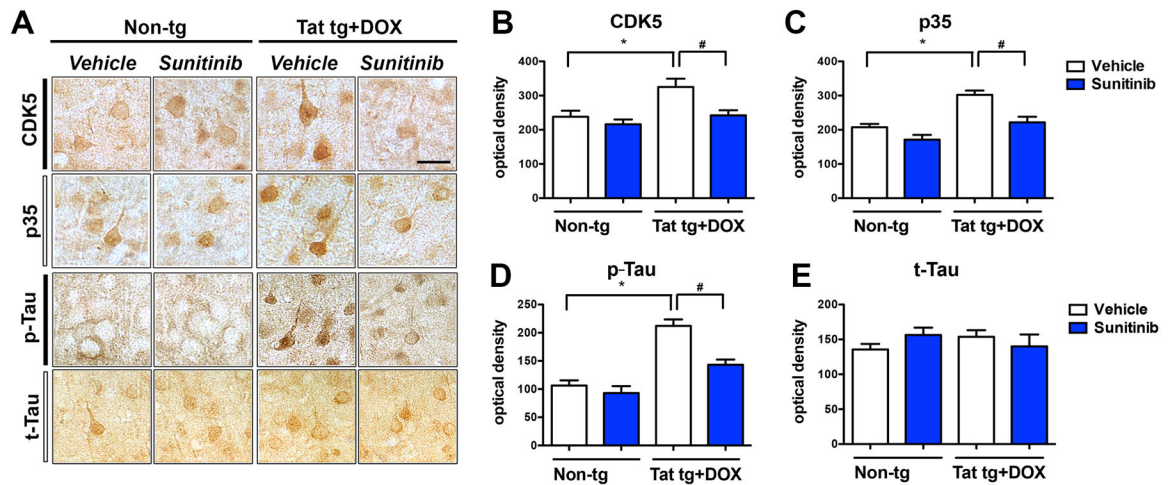 A
Non-tg
Tat tg+DOX
Vehicle
Sunitinib
Vehicle
Sunitinib
CDK5
p35
p-Tau
t-Tau
B
CDK5
optical density
400
300
200
100
0
*
#
Non-tg
Tat tg+DOX
C
p35
optical density
400
300
200
100
0
*
#
Non-tg
Tat tg+DOX
Vehicle
Sunitinib
D
p-Tau
optical density
250
200
150
100
50
0
*
#
Non-tg
Tat tg+DOX
E
t-Tau
optical density
200
150
100
50
0
Non-tg
Tat tg+DOX
Vehicle
Sunitinib